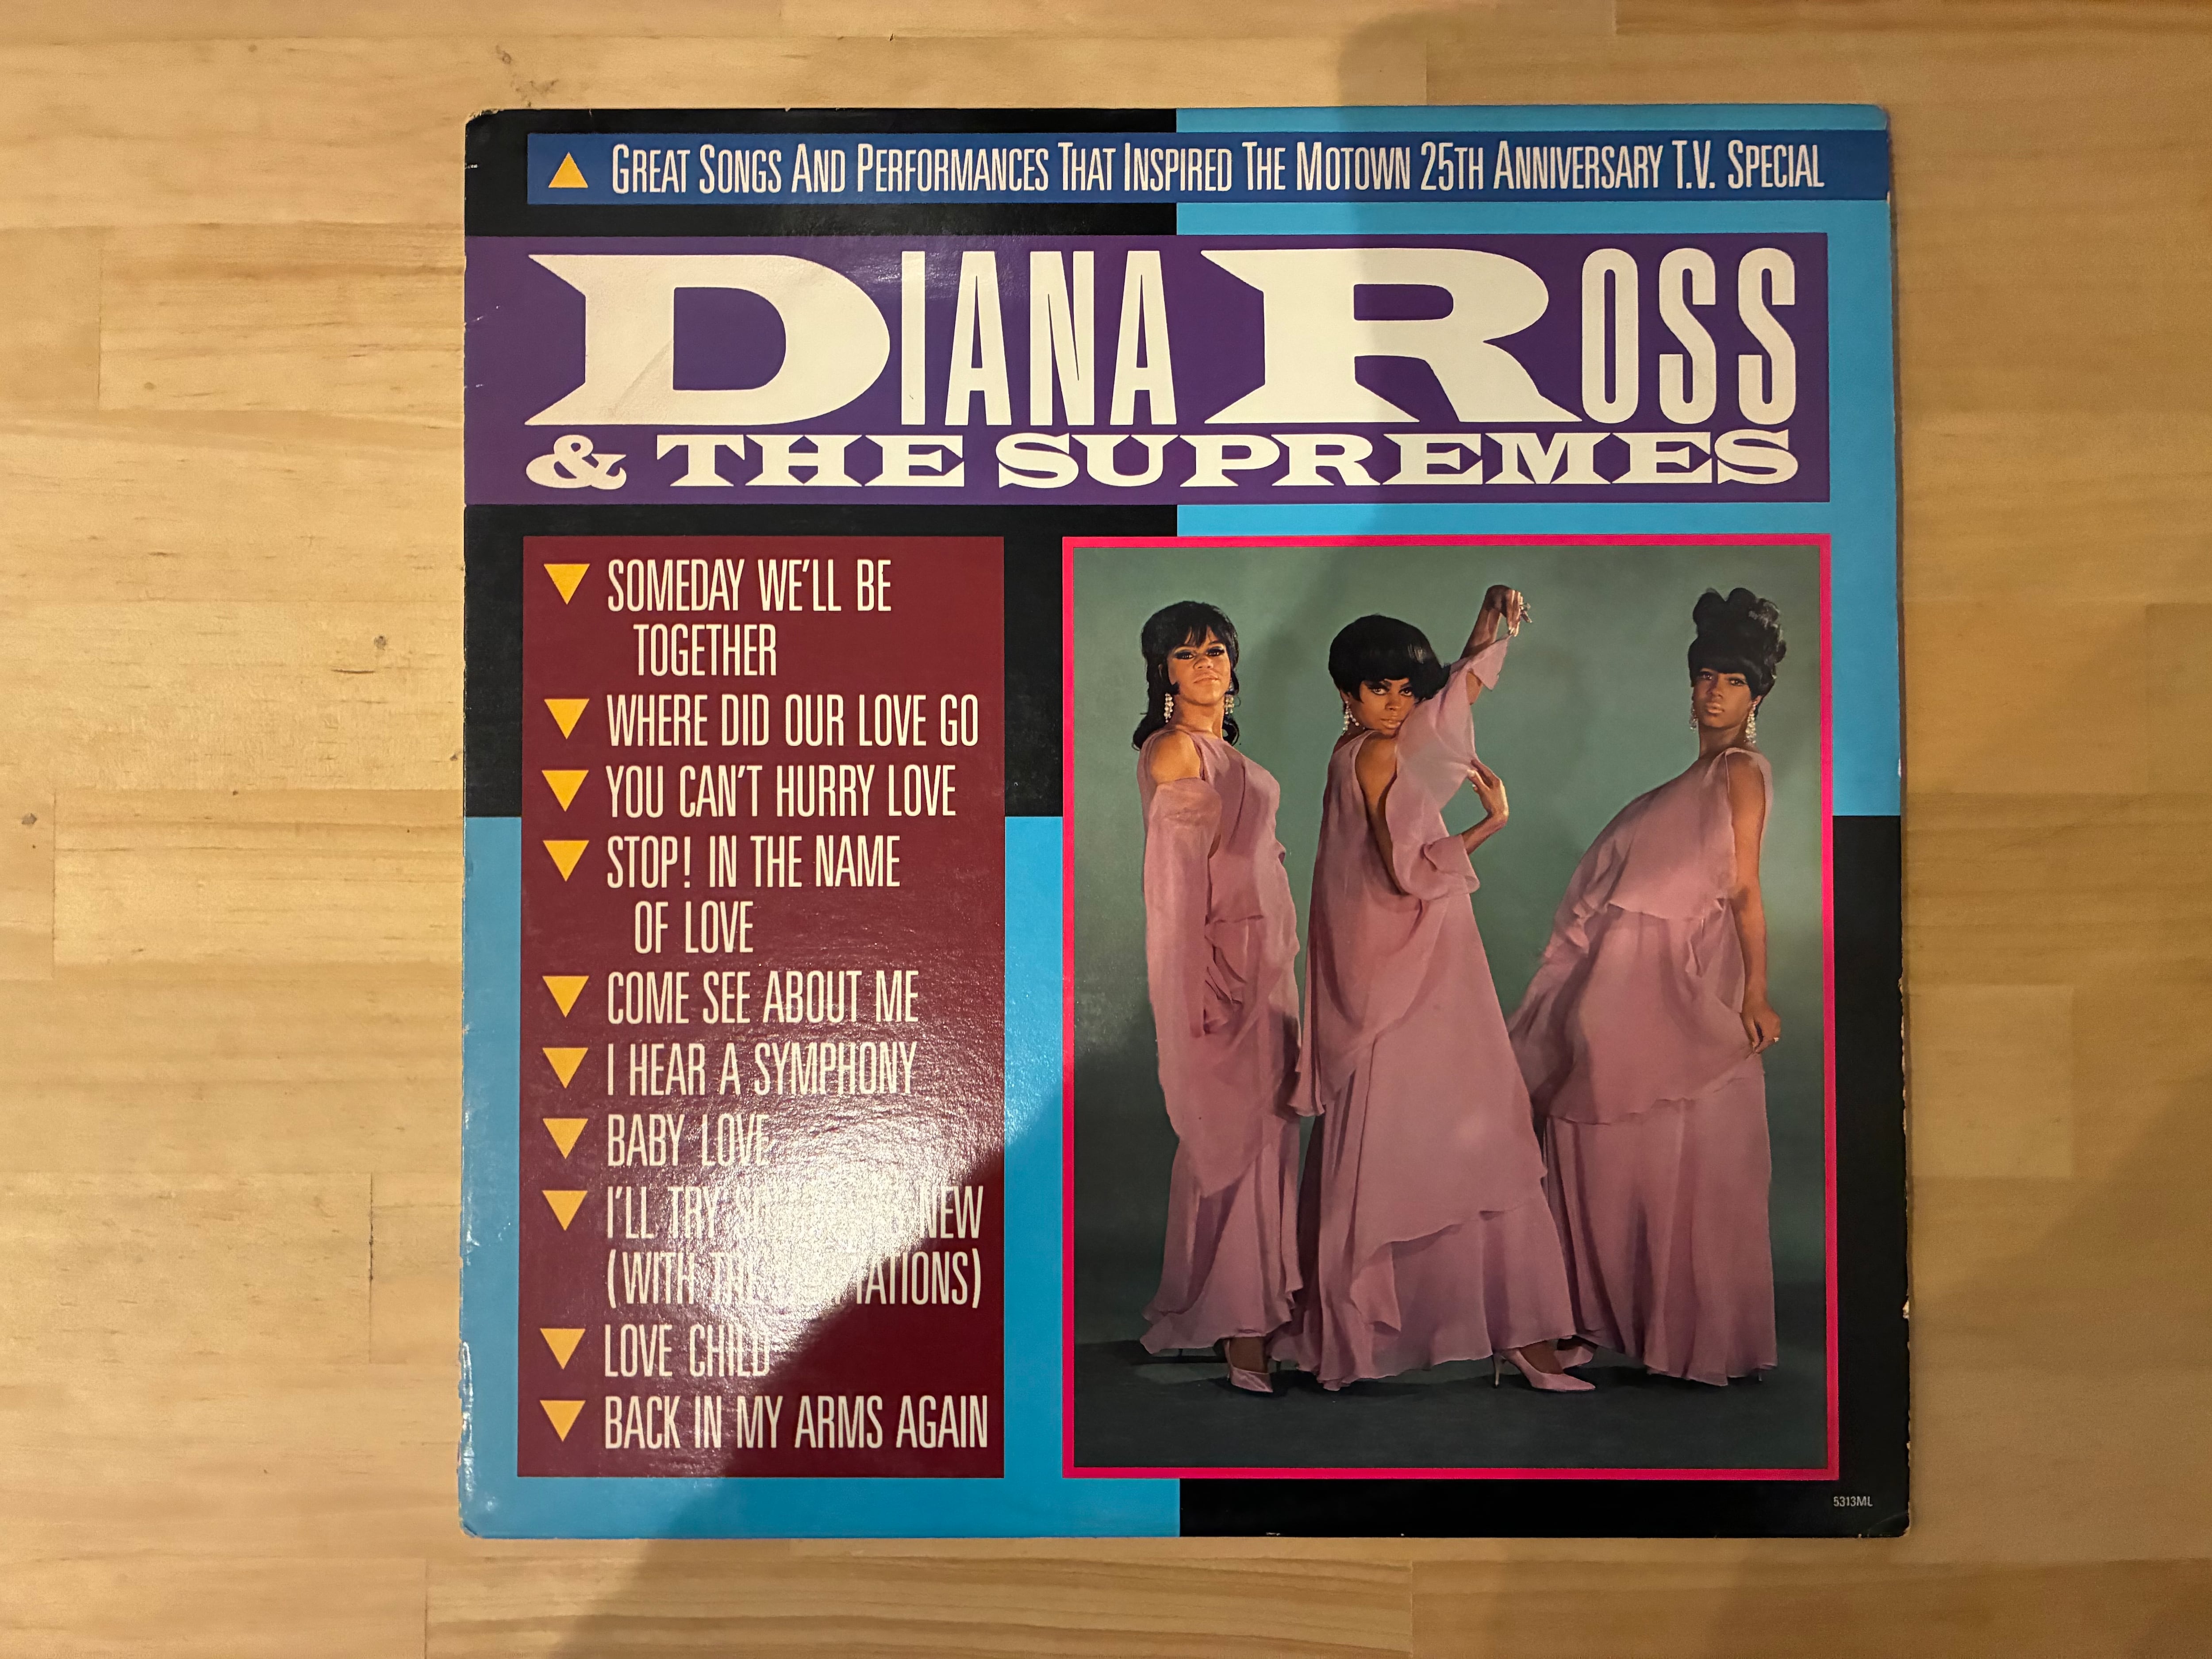 GREAT SONGS AND PERFORMANCES THAT INSPIRED THE MOTOWN 25TH ANNIVERSARY T.V. SPECIAL
DIANA ROSS
& THE SUPREMES
SOMEDAY WE'LL BE
TOGETHER
WHERE DID OUR LOVE GO
YOU CAN'T HURRY LOVE
STOP! IN THE NAME
OF LOVE
COME SEE ABOUT ME
I HEAR A SYMPHONY
BABY LOVE
I'LL TRY NEW
(WITH
LOVE CHILD
BACK IN MY ARMS AGAIN
5313ML